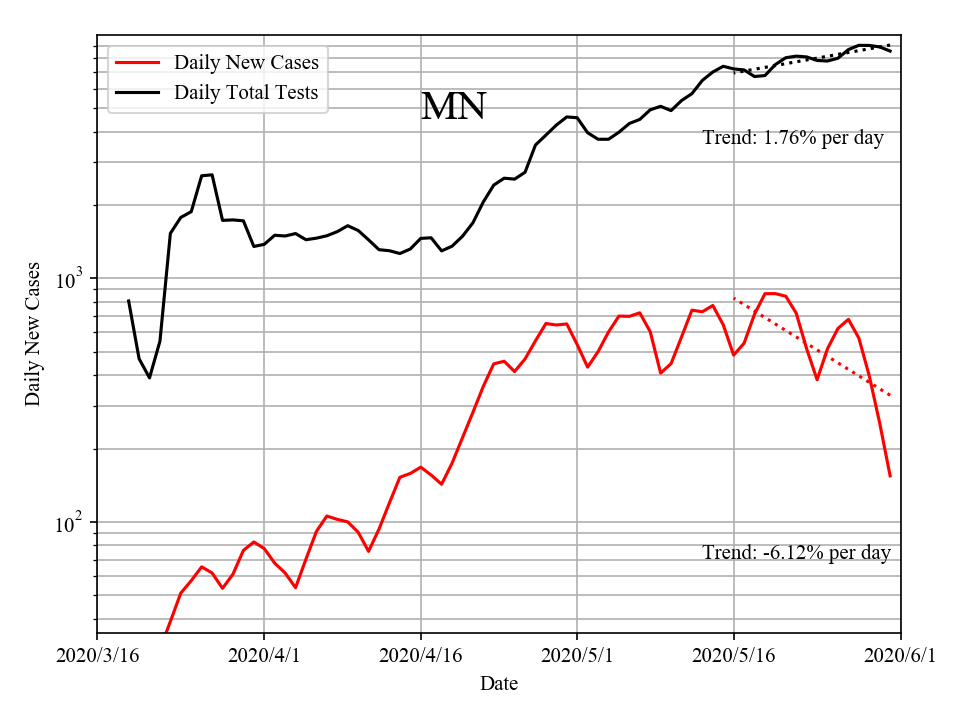 Daily New Cases
Daily Total Tests
MN
Trend: 1.76% per day
10³
Daily New Cases
10²
Trend: -6.12% per day
2020/3/16 2020/4/1 2020/4/16 2020/5/1 2020/5/16 2020/6/1
Date